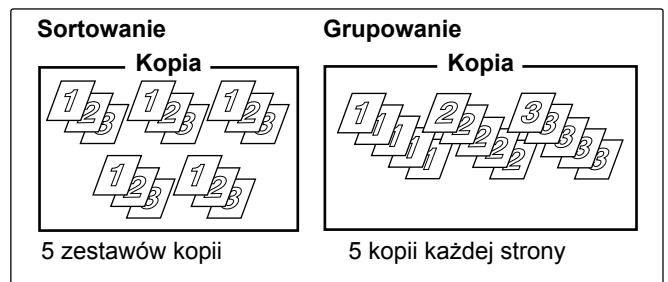 Sortowanie
Kopia
1 2 3 1 2 3 1 2 3
1 2 3 1 2 3
5 zestawów kopii
Grupowanie
Kopia
1 1 1 1 1 2 2 2 2 2 3 3 3 3 3
5 kopii każdej strony